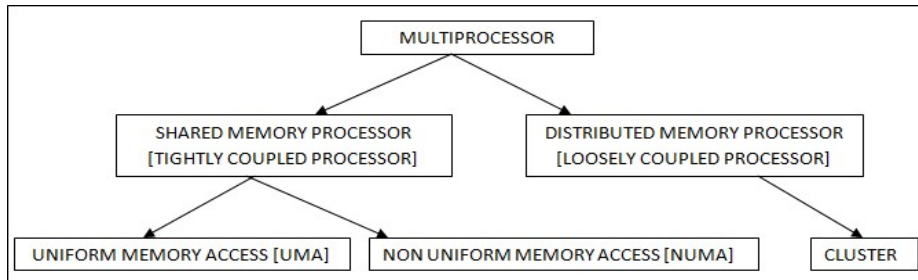 MULTIPROCESSOR
SHARED MEMORY PROCESSOR
[TIGHTLY COUPLED PROCESSOR]
DISTRIBUTED MEMORY PROCESSOR
[LOOSELY COUPLED PROCESSOR]
UNIFORM MEMORY ACCESS [UMA]
NON UNIFORM MEMORY ACCESS [NUMA]
CLUSTER